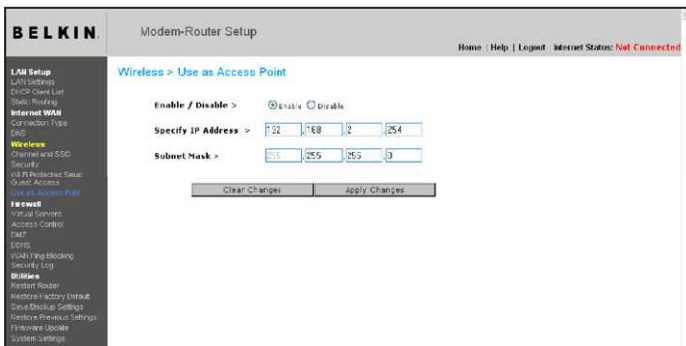 BELKIN.
Modem-Router Setup
Home | Help | Logout Internet Status: Not Connected
LAN Setup
LAN Settings
DHCP Client List
Static Routing
Internet WAN
Connection Type
DNS
Wireless
Channel and SSID
Security
Wi-Fi Protected Setup
Guest Access
Use as Access Point
Firewall
Virtual Servers
Access Control
DMZ
DDNS
WAN Ping Blocking
Security Log
Utilities
Restart Router
Restore Factory Default
Save/Backup Settings
Restore Previous Settings
Firmware Update
System Settings
Wireless > Use as Access Point
Enable / Disable > Enable Disable
Specify IP Address > 192 .168 .2 .254
Subnet Mask > 255 .255 .255 .0
Clear Changes Apply Changes